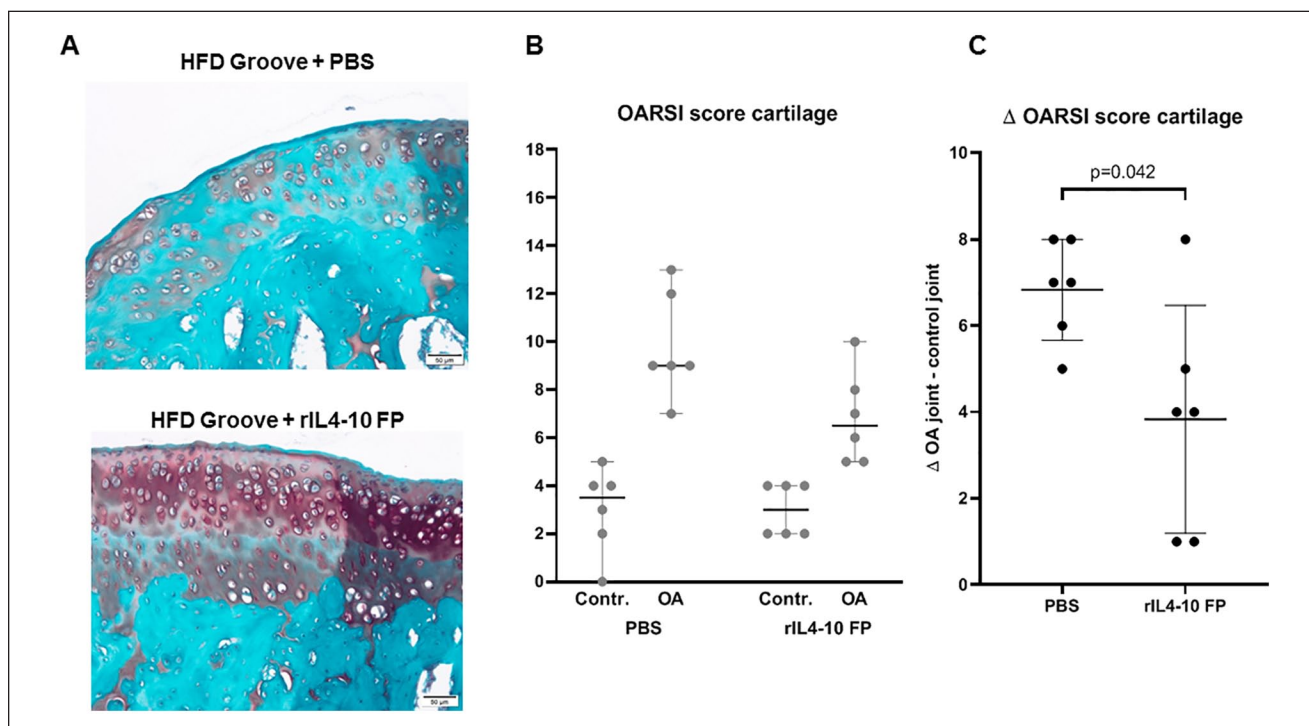 A
HFD Groove + PBS
50 µm
HFD Groove + rIL4-10 FP
50 µm
B
OARSI score cartilage
18
16
14
12
10
8
6
4
2
0
Contr. OA Contr. OA
PBS rIL4-10 FP
C
Δ OARSI score cartilage
p=0.042
Δ OA joint - control joint
10
8
6
4
2
0
PBS rIL4-10 FP